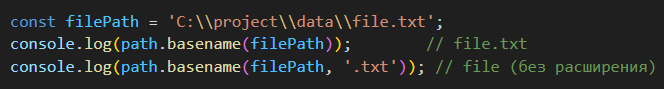 const filePath = 'C:\\project\\data\\file.txt';
console.log(path.basename(filePath));        // file.txt
console.log(path.basename(filePath, '.txt')); // file (без расширения)